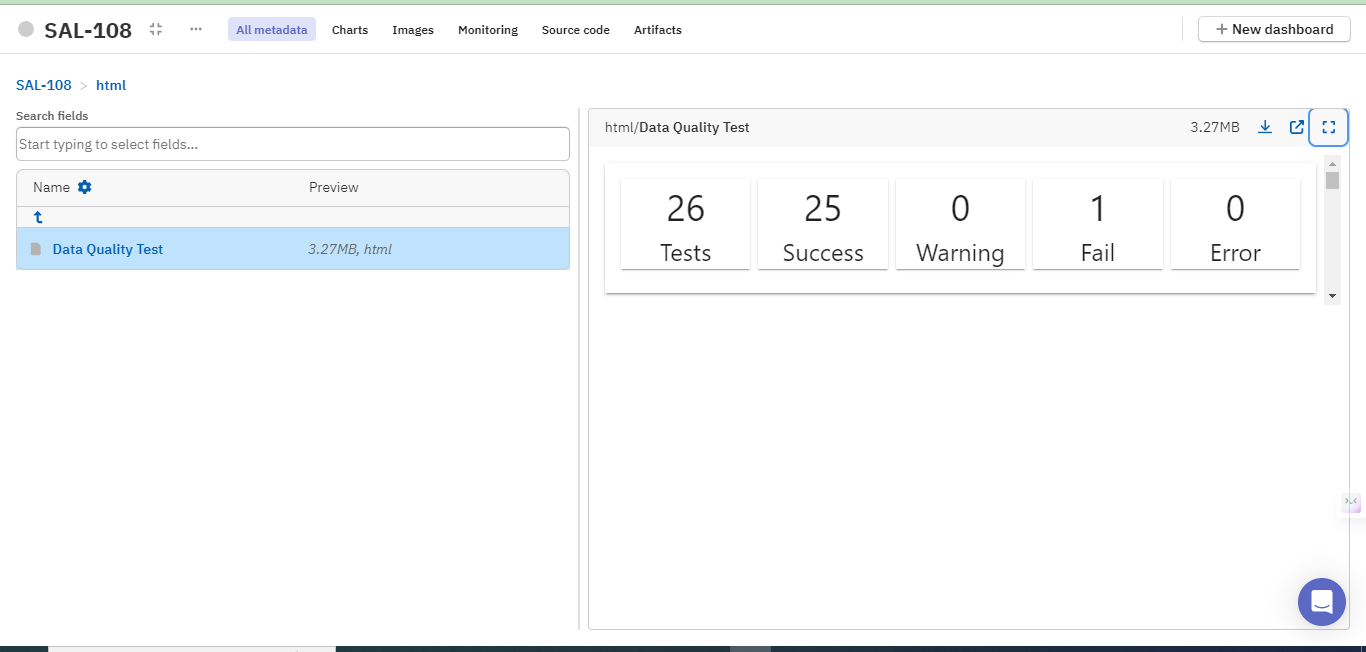 SAL-108 ··· All metadata Charts Images Monitoring Source code Artifacts + New dashboard
SAL-108 > html
Search fields
Start typing to select fields...
Name Preview
Data Quality Test 3.27MB, html
html/Data Quality Test 3.27MB
26 25 0 1 0
Tests Success Warning Fail Error